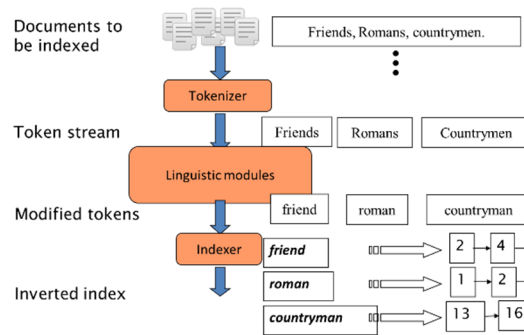 Documents to
be indexed
Friends, Romans, countrymen.
Tokenizer
Token stream
Friends
Romans
Countrymen
Linguistic modules
Modified tokens
friend
roman
countryman
Indexer
friend
2
4
roman
1
2
Inverted index
countryman
13
16